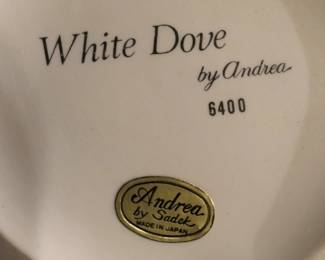 White Dove
by Andrea
6400
Andrea
by Sadek
MADE IN JAPAN